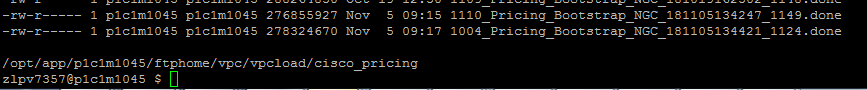 -rw-r----- 1 p1c1m1045 p1c1m1045 276855927 Nov  5 09:15 1110_Pricing_Bootstrap_NGC_181105134247_1149.done
-rw-r----- 1 p1c1m1045 p1c1m1045 278324670 Nov  5 09:17 1004_Pricing_Bootstrap_NGC_181105134421_1124.done
/opt/app/p1c1m1045/ftphome/vpc/vpcload/cisco_pricing
zlpv7357@p1c1m1045 $